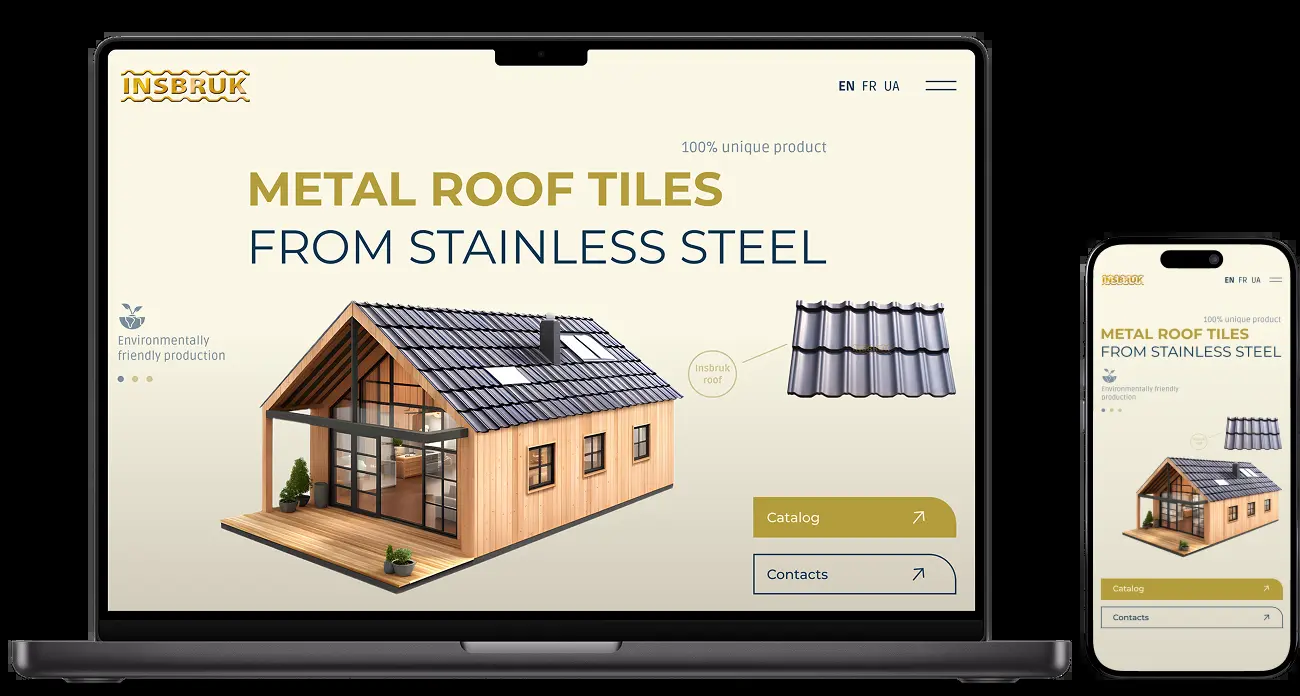 INSBRUK
EN FR UA
100% unique product
METAL ROOF TILES
FROM STAINLESS STEEL
Environmentally
friendly production
Insbruk
roof
Catalog
Contacts
INSBRUK
EN FR UA
100% unique product
METAL ROOF TILES
FROM STAINLESS STEEL
Environmentally friendly
production
Catalog
Contacts